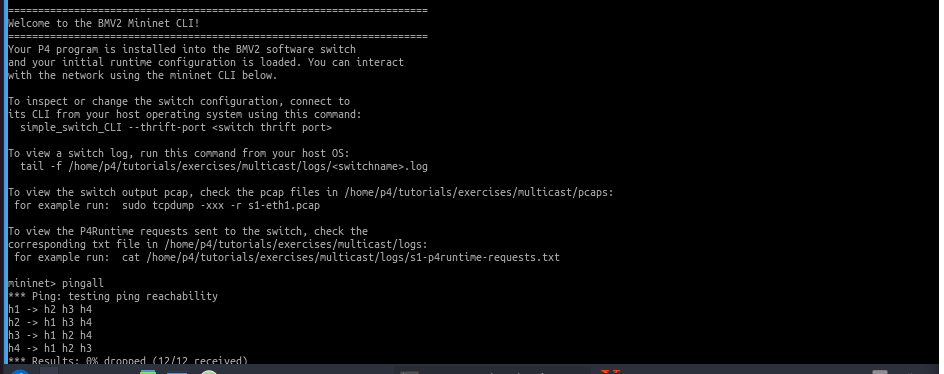 ======================================================================
Welcome to the BMV2 Mininet CLI!
======================================================================
Your P4 program is installed into the BMV2 software switch
and your initial runtime configuration is loaded. You can interact
with the network using the mininet CLI below.

To inspect or change the switch configuration, connect to
its CLI from your host operating system using this command:
  simple_switch_CLI --thrift-port <switch thrift port>

To view a switch log, run this command from your host OS:
  tail -f /home/p4/tutorials/exercises/multicast/logs/<switchname>.log

To view the switch output pcap, check the pcap files in /home/p4/tutorials/exercises/multicast/pcaps:
 for example run:  sudo tcpdump -xxx -r s1-eth1.pcap

To view the P4Runtime requests sent to the switch, check the
corresponding txt file in /home/p4/tutorials/exercises/multicast/logs:
 for example run:  cat /home/p4/tutorials/exercises/multicast/logs/s1-p4runtime-requests.txt

mininet> pingall
*** Ping: testing ping reachability
h1 -> h2 h3 h4
h2 -> h1 h3 h4
h3 -> h1 h2 h4
h4 -> h1 h2 h3
*** Results: 0% dropped (12/12 received)